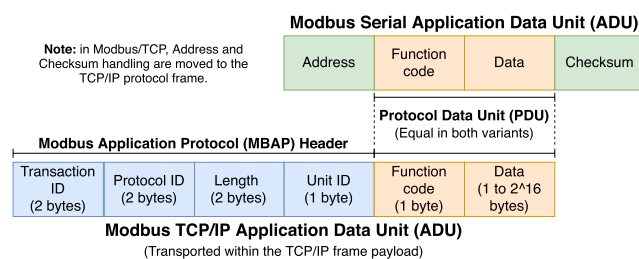 Modbus Serial Application Data Unit (ADU)
Note: in Modbus/TCP, Address and
Checksum handling are moved to the
TCP/IP protocol frame.
Address
Function
code
Data
Checksum
Protocol Data Unit (PDU)
(Equal in both variants)
Modbus Application Protocol (MBAP) Header
Transaction
ID
(2 bytes)
Protocol ID
(2 bytes)
Length
(2 bytes)
Unit ID
(1 byte)
Function
code
(1 byte)
Data
(1 to 2^16
bytes)
Modbus TCP/IP Application Data Unit (ADU)
(Transported within the TCP/IP frame payload)